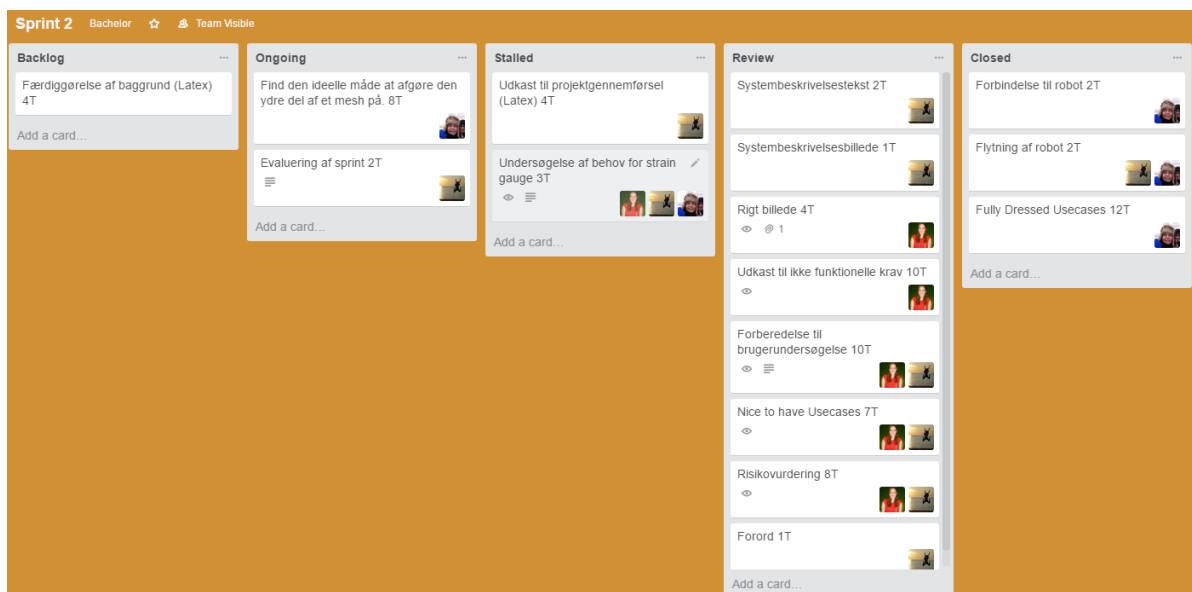 Sprint 2 Bachelor Team Visible
Backlog
Færdiggørelse af baggrund (Latex)
4T
Add a card...
Ongoing
Find den ideelle måde at afgøre den
ydre del af et mesh på. 8T
Evaluering af sprint 2T
Add a card...
Stalled
Udkast til projektgennemførsel
(Latex) 4T
Undersøgelse af behov for strain
gauge 3T
Add a card...
Review
Systembeskrivelsestekst 2T
Systembeskrivelsesbillede 1T
Rigt billede 4T
1
Udkast til ikke funktionelle krav 10T
Forberedelse til
brugerundersøgelse 10T
Nice to have Usecases 7T
Risikovurdering 8T
Forord 1T
Add a card...
Closed
Forbindelse til robot 2T
Flytning af robot 2T
Fully Dressed Usecases 12T
Add a card...